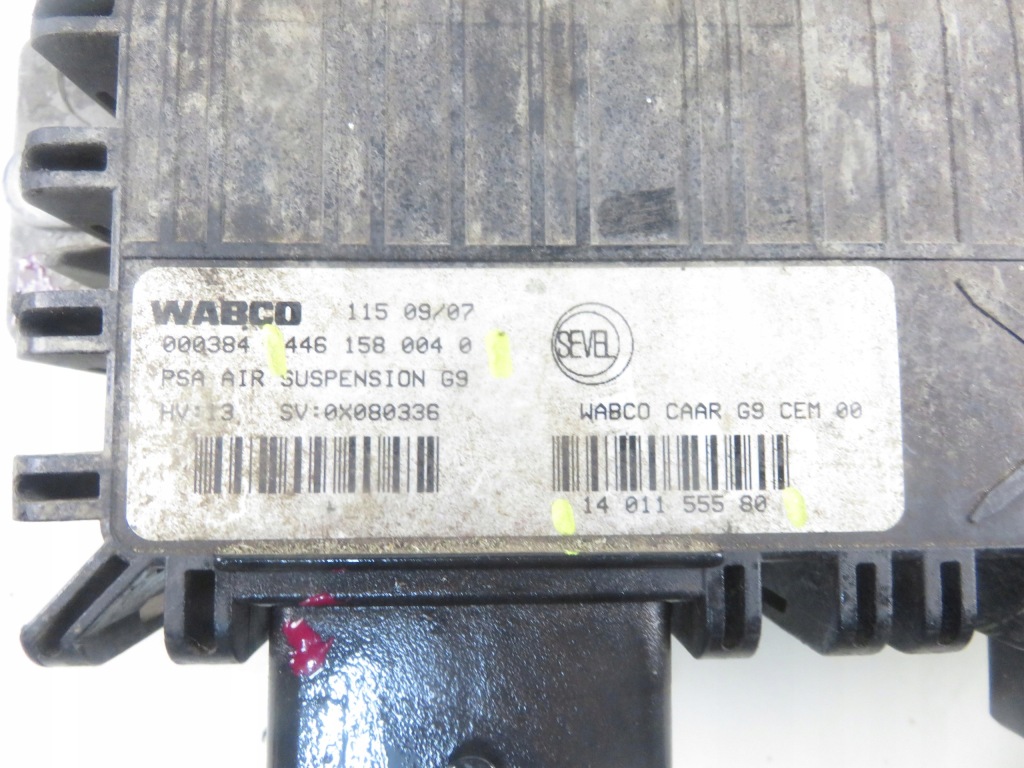 WABCO 115 09/07
000384 446 158 004 0
PSA AIR SUSPENSION G9
HV:13 SV:0X080336
SEVEL
WABCO CAAR G9 CEM 00
14 011 555 80